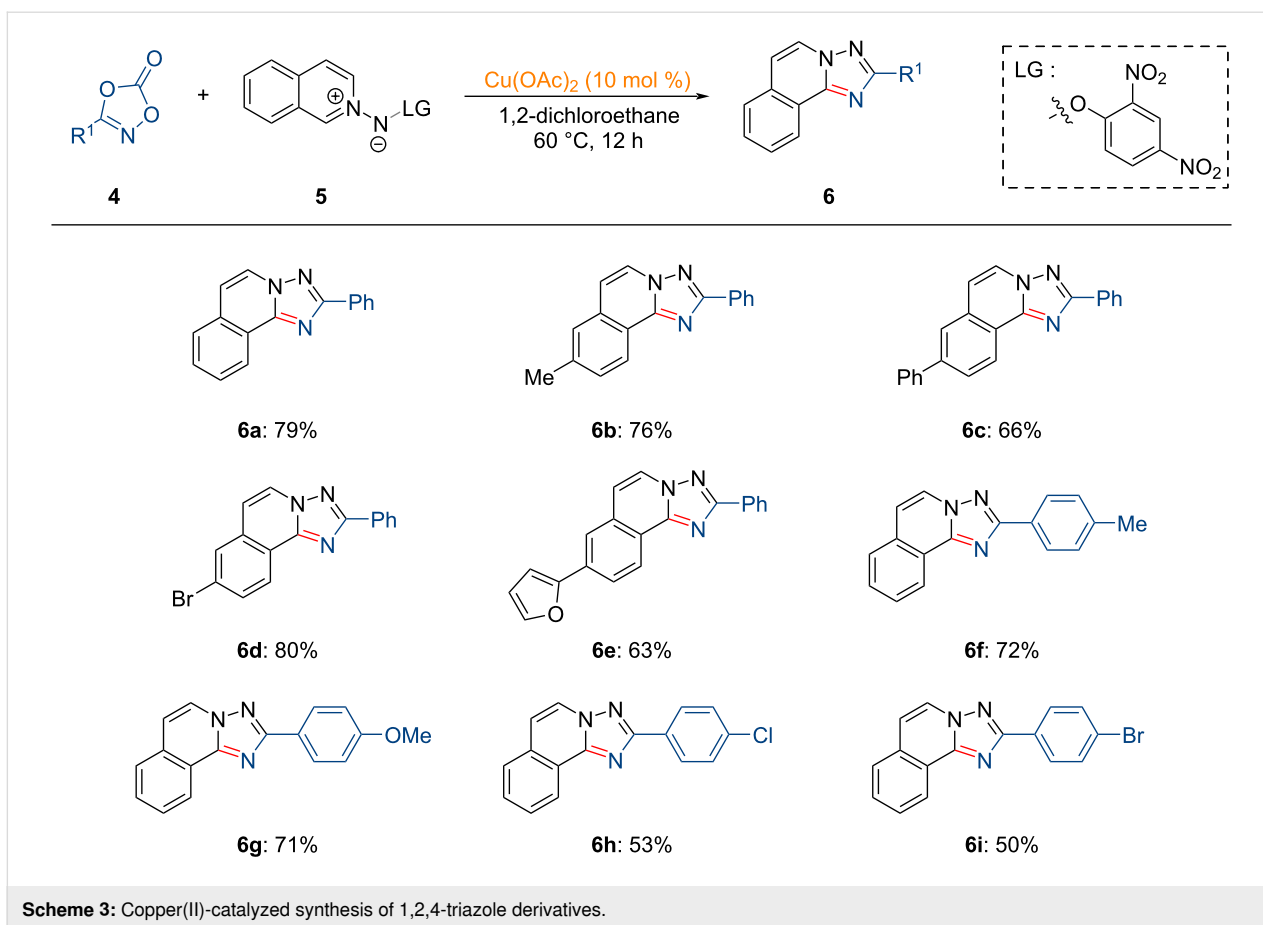 O
O
O
N
R¹
4
+
5
+
N
N
LG
⊖
Cu(OAc)₂ (10 mol %)
1,2-dichloroethane
60 °C, 12 h
N
N
N
R¹
6
LG :
O
NO₂
NO₂
N
N
N
Ph
6a: 79%
N
N
N
Ph
Me
6b: 76%
N
N
N
Ph
Ph
6c: 66%
N
N
N
Ph
Br
6d: 80%
N
N
N
Ph
O
6e: 63%
N
N
N
Me
6f: 72%
N
N
N
OMe
6g: 71%
N
N
N
Cl
6h: 53%
N
N
N
Br
6i: 50%
Scheme 3: Copper(II)-catalyzed synthesis of 1,2,4-triazole derivatives.